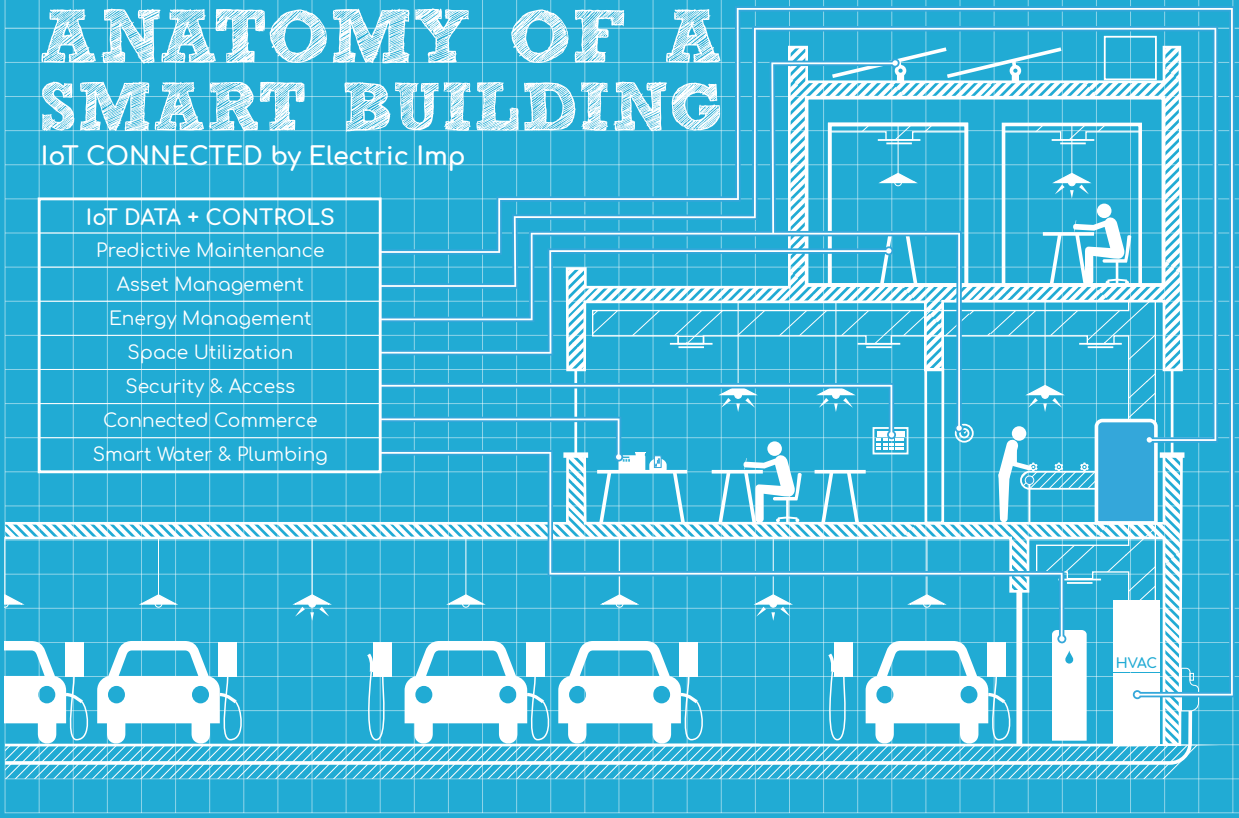 ANATOMY OF A
SMART BUILDING
IoT CONNECTED by Electric Imp
IoT DATA + CONTROLS
Predictive Maintenance
Asset Management
Energy Management
Space Utilization
Security & Access
Connected Commerce
Smart Water & Plumbing
HVAC